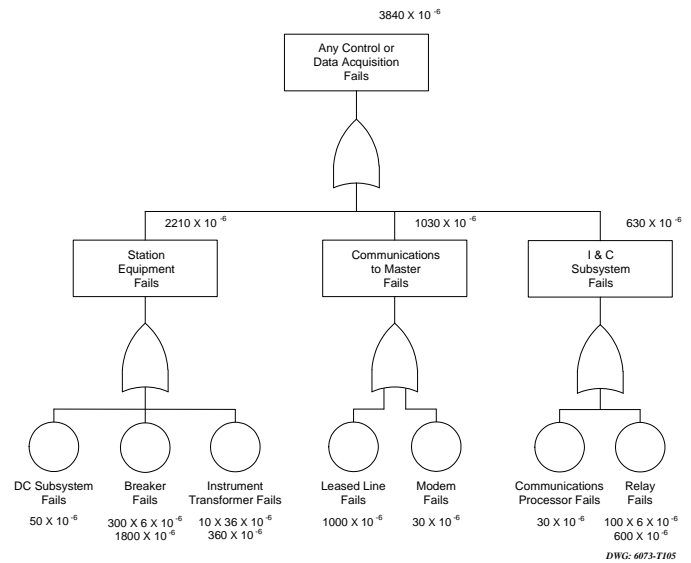 3840 X 10 -6
Any Control or
Data Acquisition
Fails
2210 X 10 -6
1030 X 10 -6
630 X 10 -6
Station
Equipment
Fails
Communications
to Master
Fails
I & C
Subsystem
Fails
DC Subsystem
Fails
50 X 10 -6
Breaker
Fails
300 X 6 X 10 -6
1800 X 10 -6
Instrument
Transformer Fails
10 X 36 X 10 -6
360 X 10 -6
Leased Line
Fails
1000 X 10 -6
Modem
Fails
30 X 10 -6
Communications
Processor Fails
30 X 10 -6
Relay
Fails
100 X 6 X 10 -6
600 X 10 -6
DWG: 6073-T105